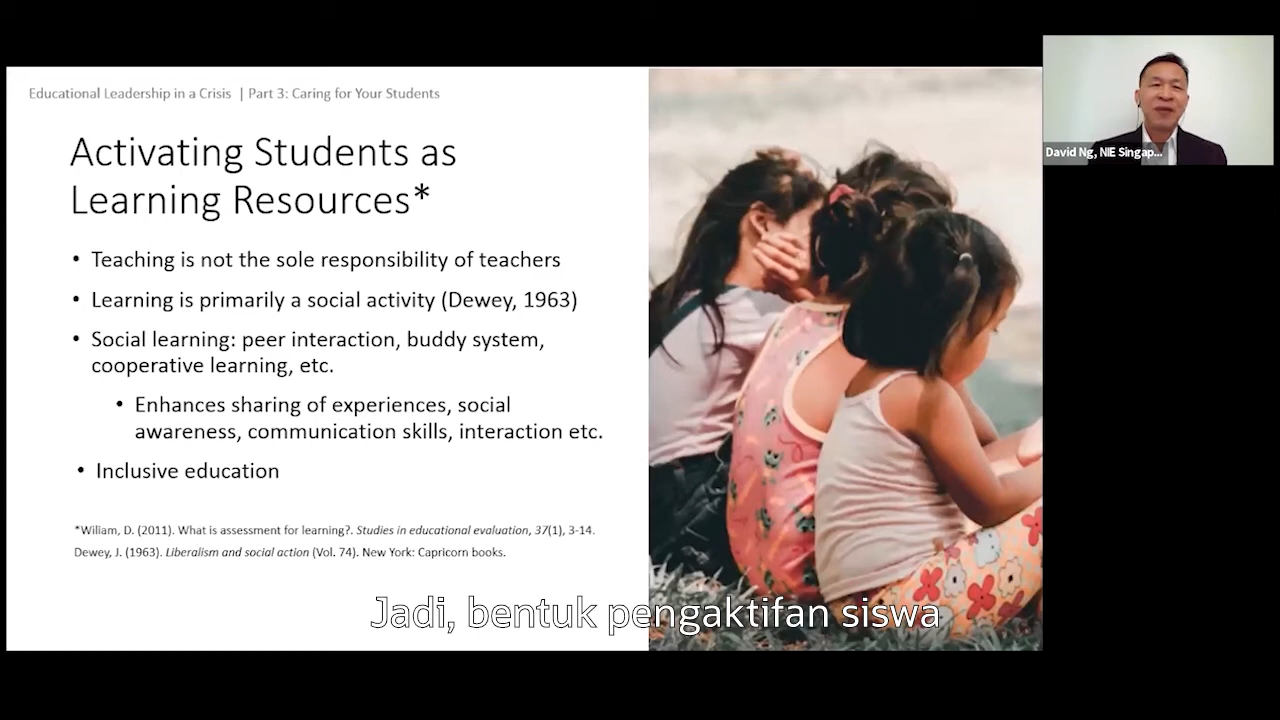 Educational Leadership in a Crisis | Part 3: Caring for Your Students
Activating Students as
Learning Resources*
• Teaching is not the sole responsibility of teachers
• Learning is primarily a social activity (Dewey, 1963)
• Social learning: peer interaction, buddy system,
cooperative learning, etc.
• Enhances sharing of experiences, social
awareness, communication skills, interaction etc.
• Inclusive education
*Wiliam, D. (2011). What is assessment for learning?. Studies in educational evaluation, 37(1), 3-14.
Dewey, J. (1963). Liberalism and social action (Vol. 74). New York: Capricorn books.
David Ng, NIE Singap...
Jadi, bentuk pengaktifan siswa